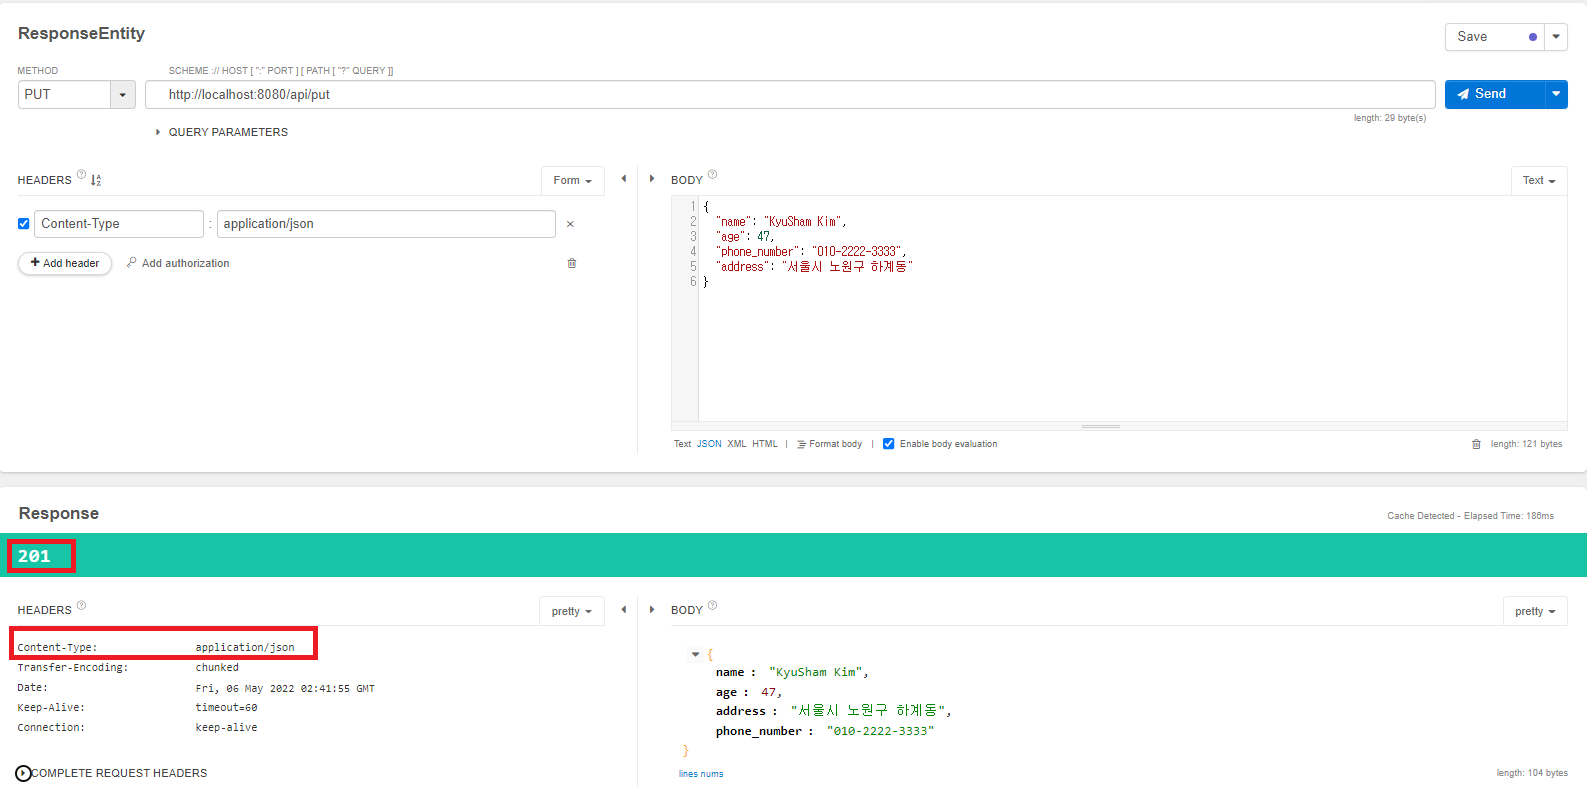 ResponseEntity
Save
METHOD
SCHEME :// HOST [ ":" PORT ] [ PATH [ "?" QUERY ]]
PUT
http://localhost:8080/api/put
Send
length: 29 byte(s)
QUERY PARAMETERS
HEADERS
Form
BODY
Text
Content-Type : application/json
Add header
Add authorization
1 {
2 "name": "KyuSham Kim",
3 "age": 47,
4 "phone_number": "010-2222-3333",
5 "address": "서울시 노원구 하계동"
6 }
Text JSON XML HTML | Format body | Enable body evaluation
length: 121 bytes
Response
Cache Detected - Elapsed Time: 186ms
201
HEADERS
pretty
BODY
pretty
Content-Type: application/json
Transfer-Encoding: chunked
Date: Fri, 06 May 2022 02:41:55 GMT
Keep-Alive: timeout=60
Connection: keep-alive
COMPLETE REQUEST HEADERS
{
name : "KyuSham Kim",
age : 47,
address : "서울시 노원구 하계동",
phone_number : "010-2222-3333"
}
lines nums
length: 104 bytes